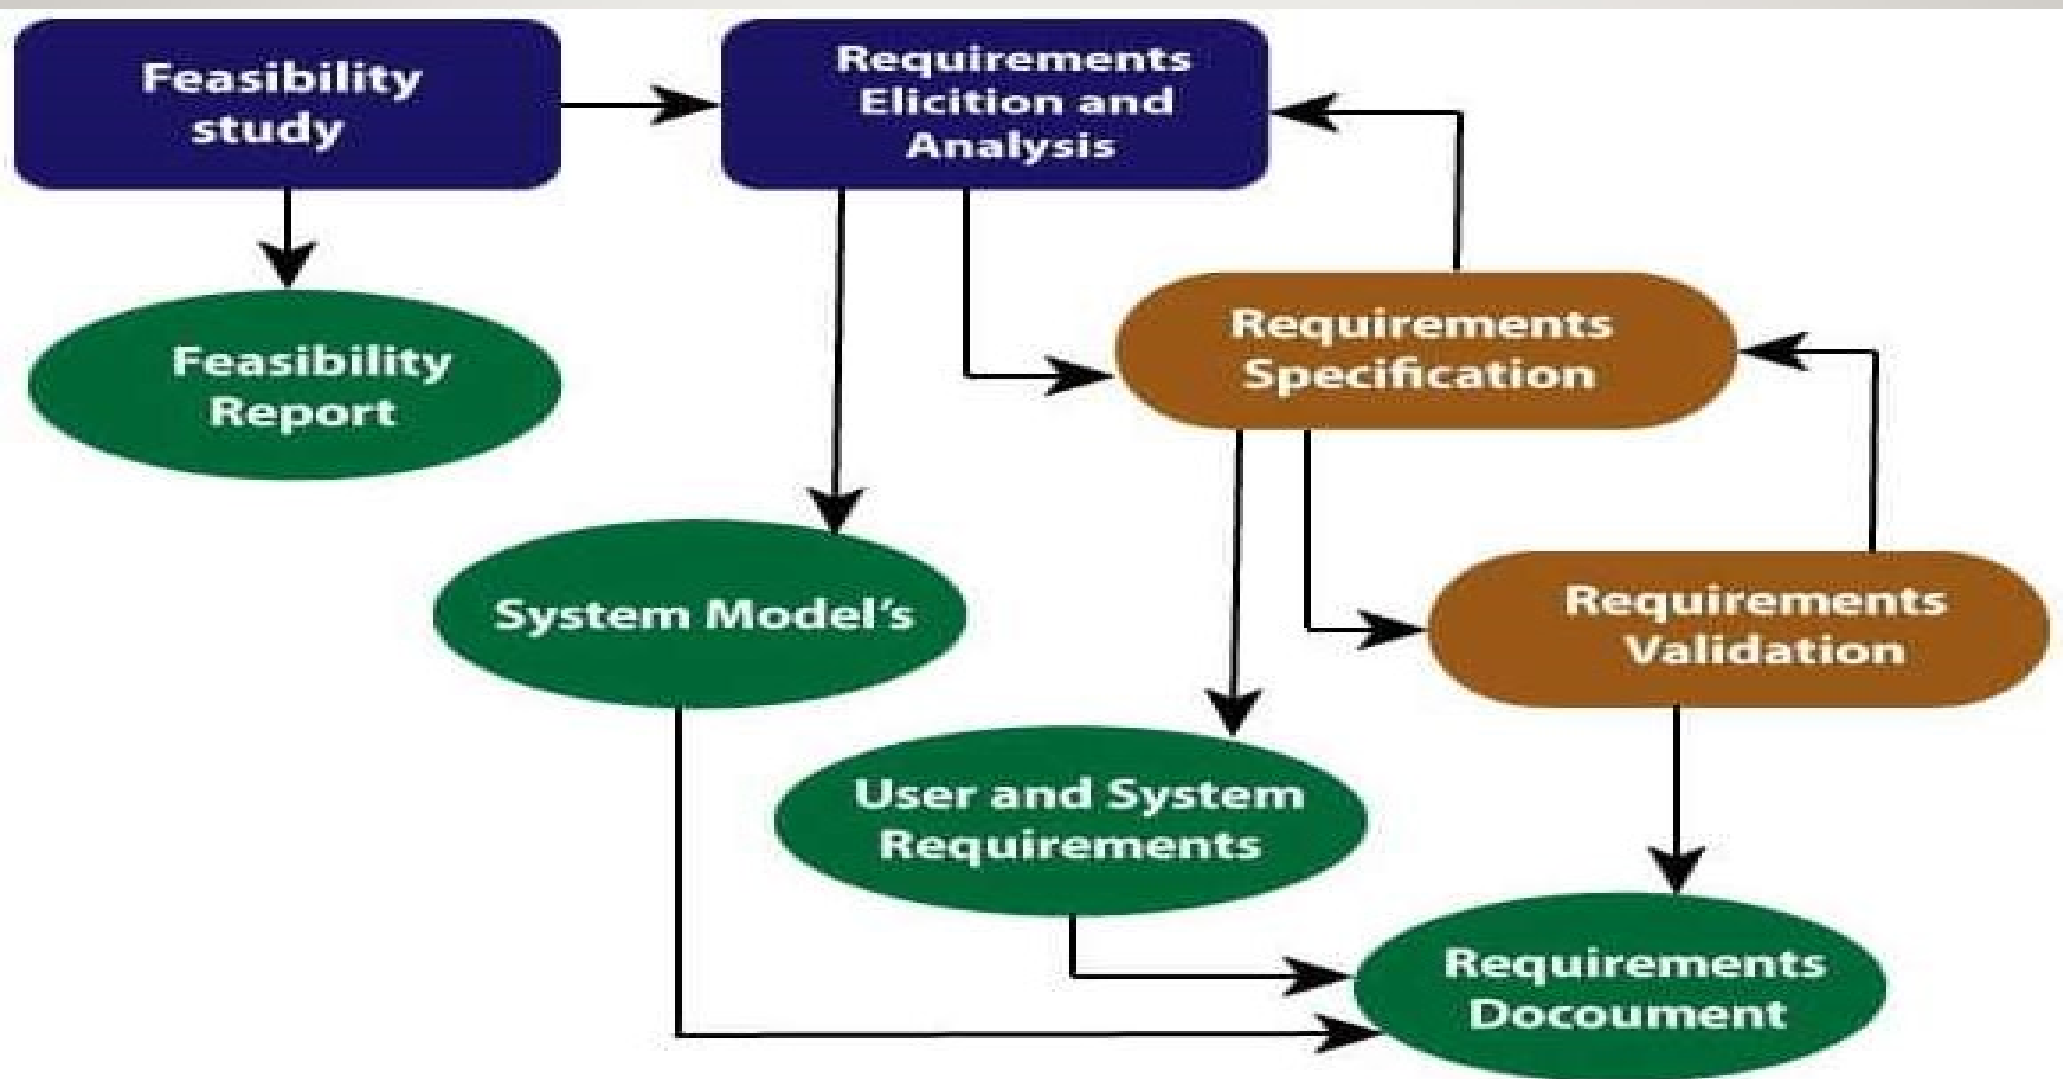 Feasibility
study
Requirements
Elicition and
Analysis
Feasibility
Report
Requirements
Specification
System Model's
Requirements
Validation
User and System
Requirements
Requirements
Docoument